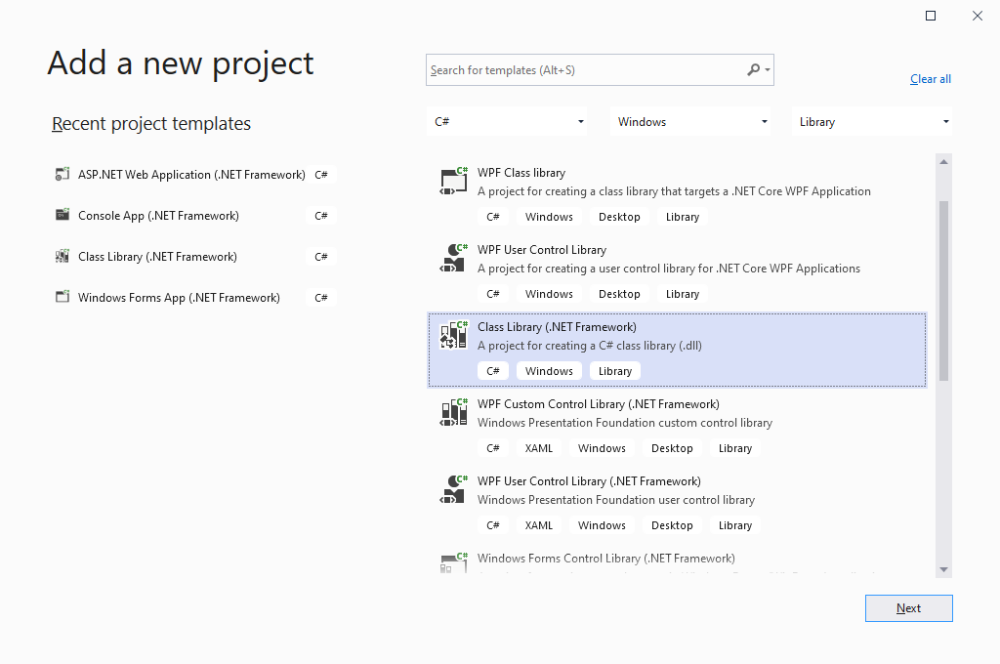 Add a new project
Search for templates (Alt+S)
Clear all
Recent project templates
C#
Windows
Library
ASP.NET Web Application (.NET Framework) C#
Console App (.NET Framework) C#
Class Library (.NET Framework) C#
Windows Forms App (.NET Framework) C#
WPF Class library
A project for creating a class library that targets a .NET Core WPF Application
C# Windows Desktop Library
WPF User Control Library
A project for creating a user control library for .NET Core WPF Applications
C# Windows Desktop Library
Class Library (.NET Framework)
A project for creating a C# class library (.dll)
C# Windows Library
WPF Custom Control Library (.NET Framework)
Windows Presentation Foundation custom control library
C# XAML Windows Desktop Library
WPF User Control Library (.NET Framework)
Windows Presentation Foundation user control library
C# XAML Windows Desktop Library
Windows Forms Control Library (.NET Framework)
Next